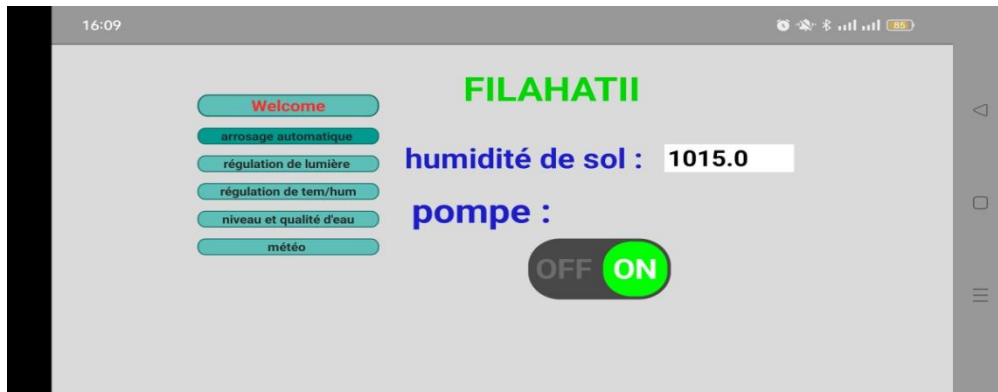 16:09
85
FILAHATII
Welcome
arrosage automatique
régulation de lumière
régulation de tem/hum
niveau et qualité d'eau
météo
humidité de sol : 1015.0
pompe :
OFF ON